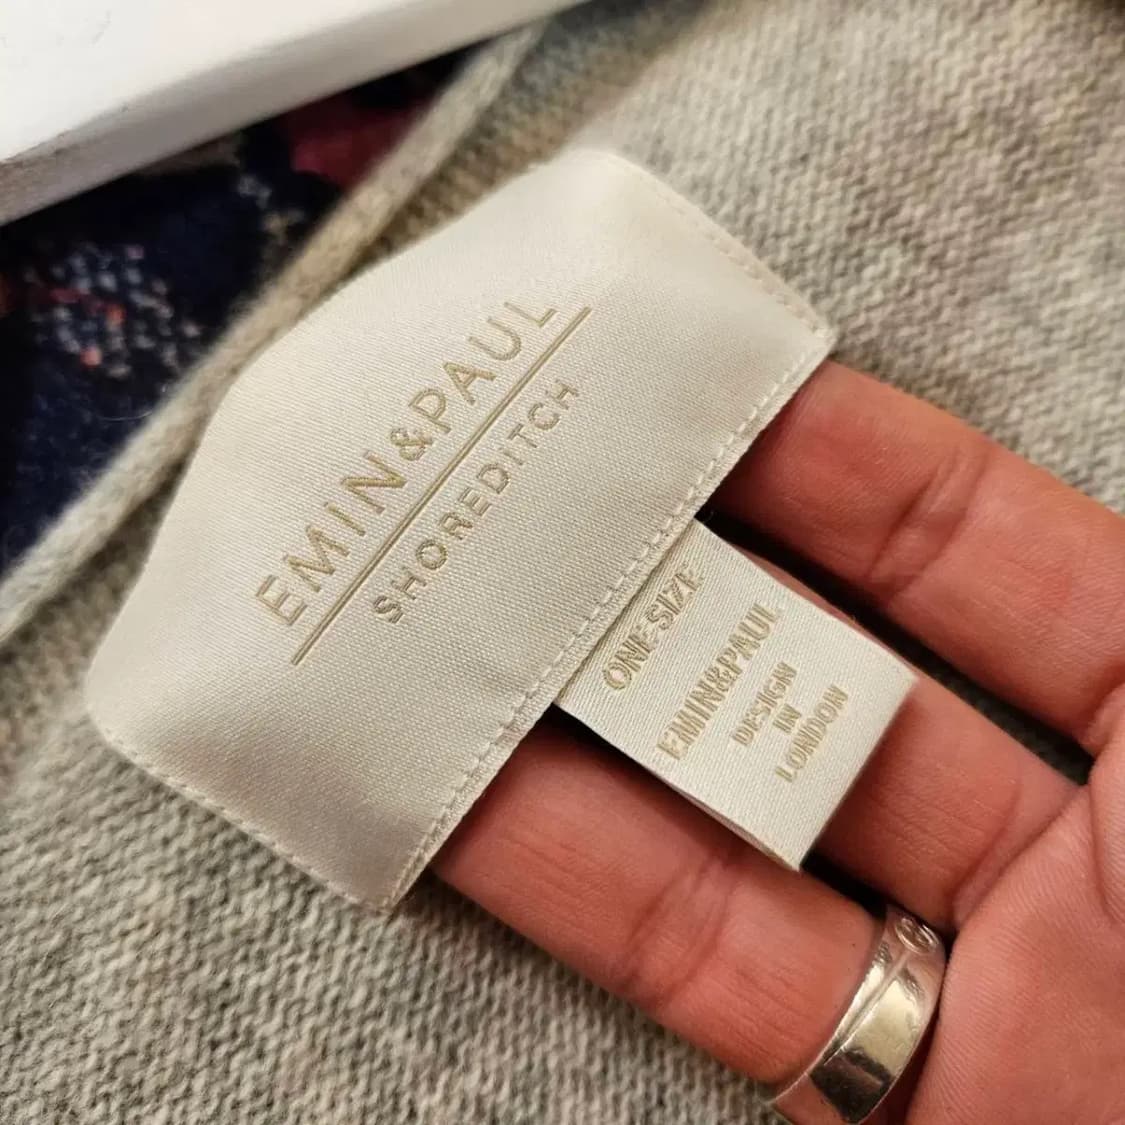 EMIN&PAUL
SHOREDITCH
ONE SIZE
EMIN&PAUL
DESIGN
IN
LONDON